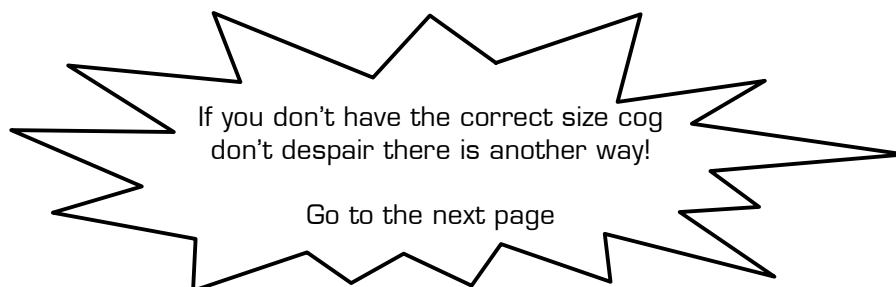 If you don't have the correct size cog
don't despair there is another way!
Go to the next page